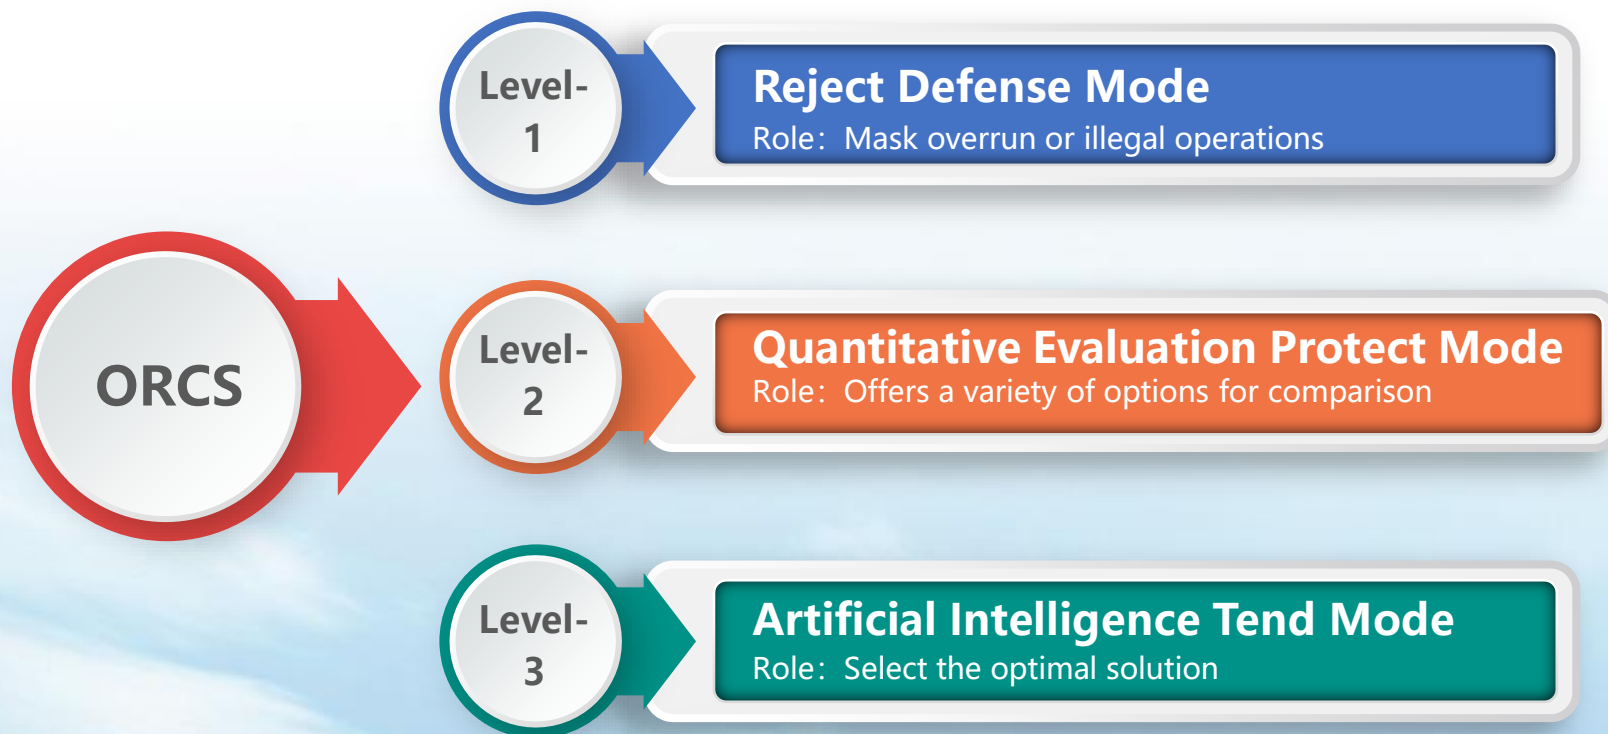 ORCS
Level-
1
Reject Defense Mode
Role: Mask overrun or illegal operations
Level-
2
Quantitative Evaluation Protect Mode
Role: Offers a variety of options for comparison
Level-
3
Artificial Intelligence Tend Mode
Role: Select the optimal solution